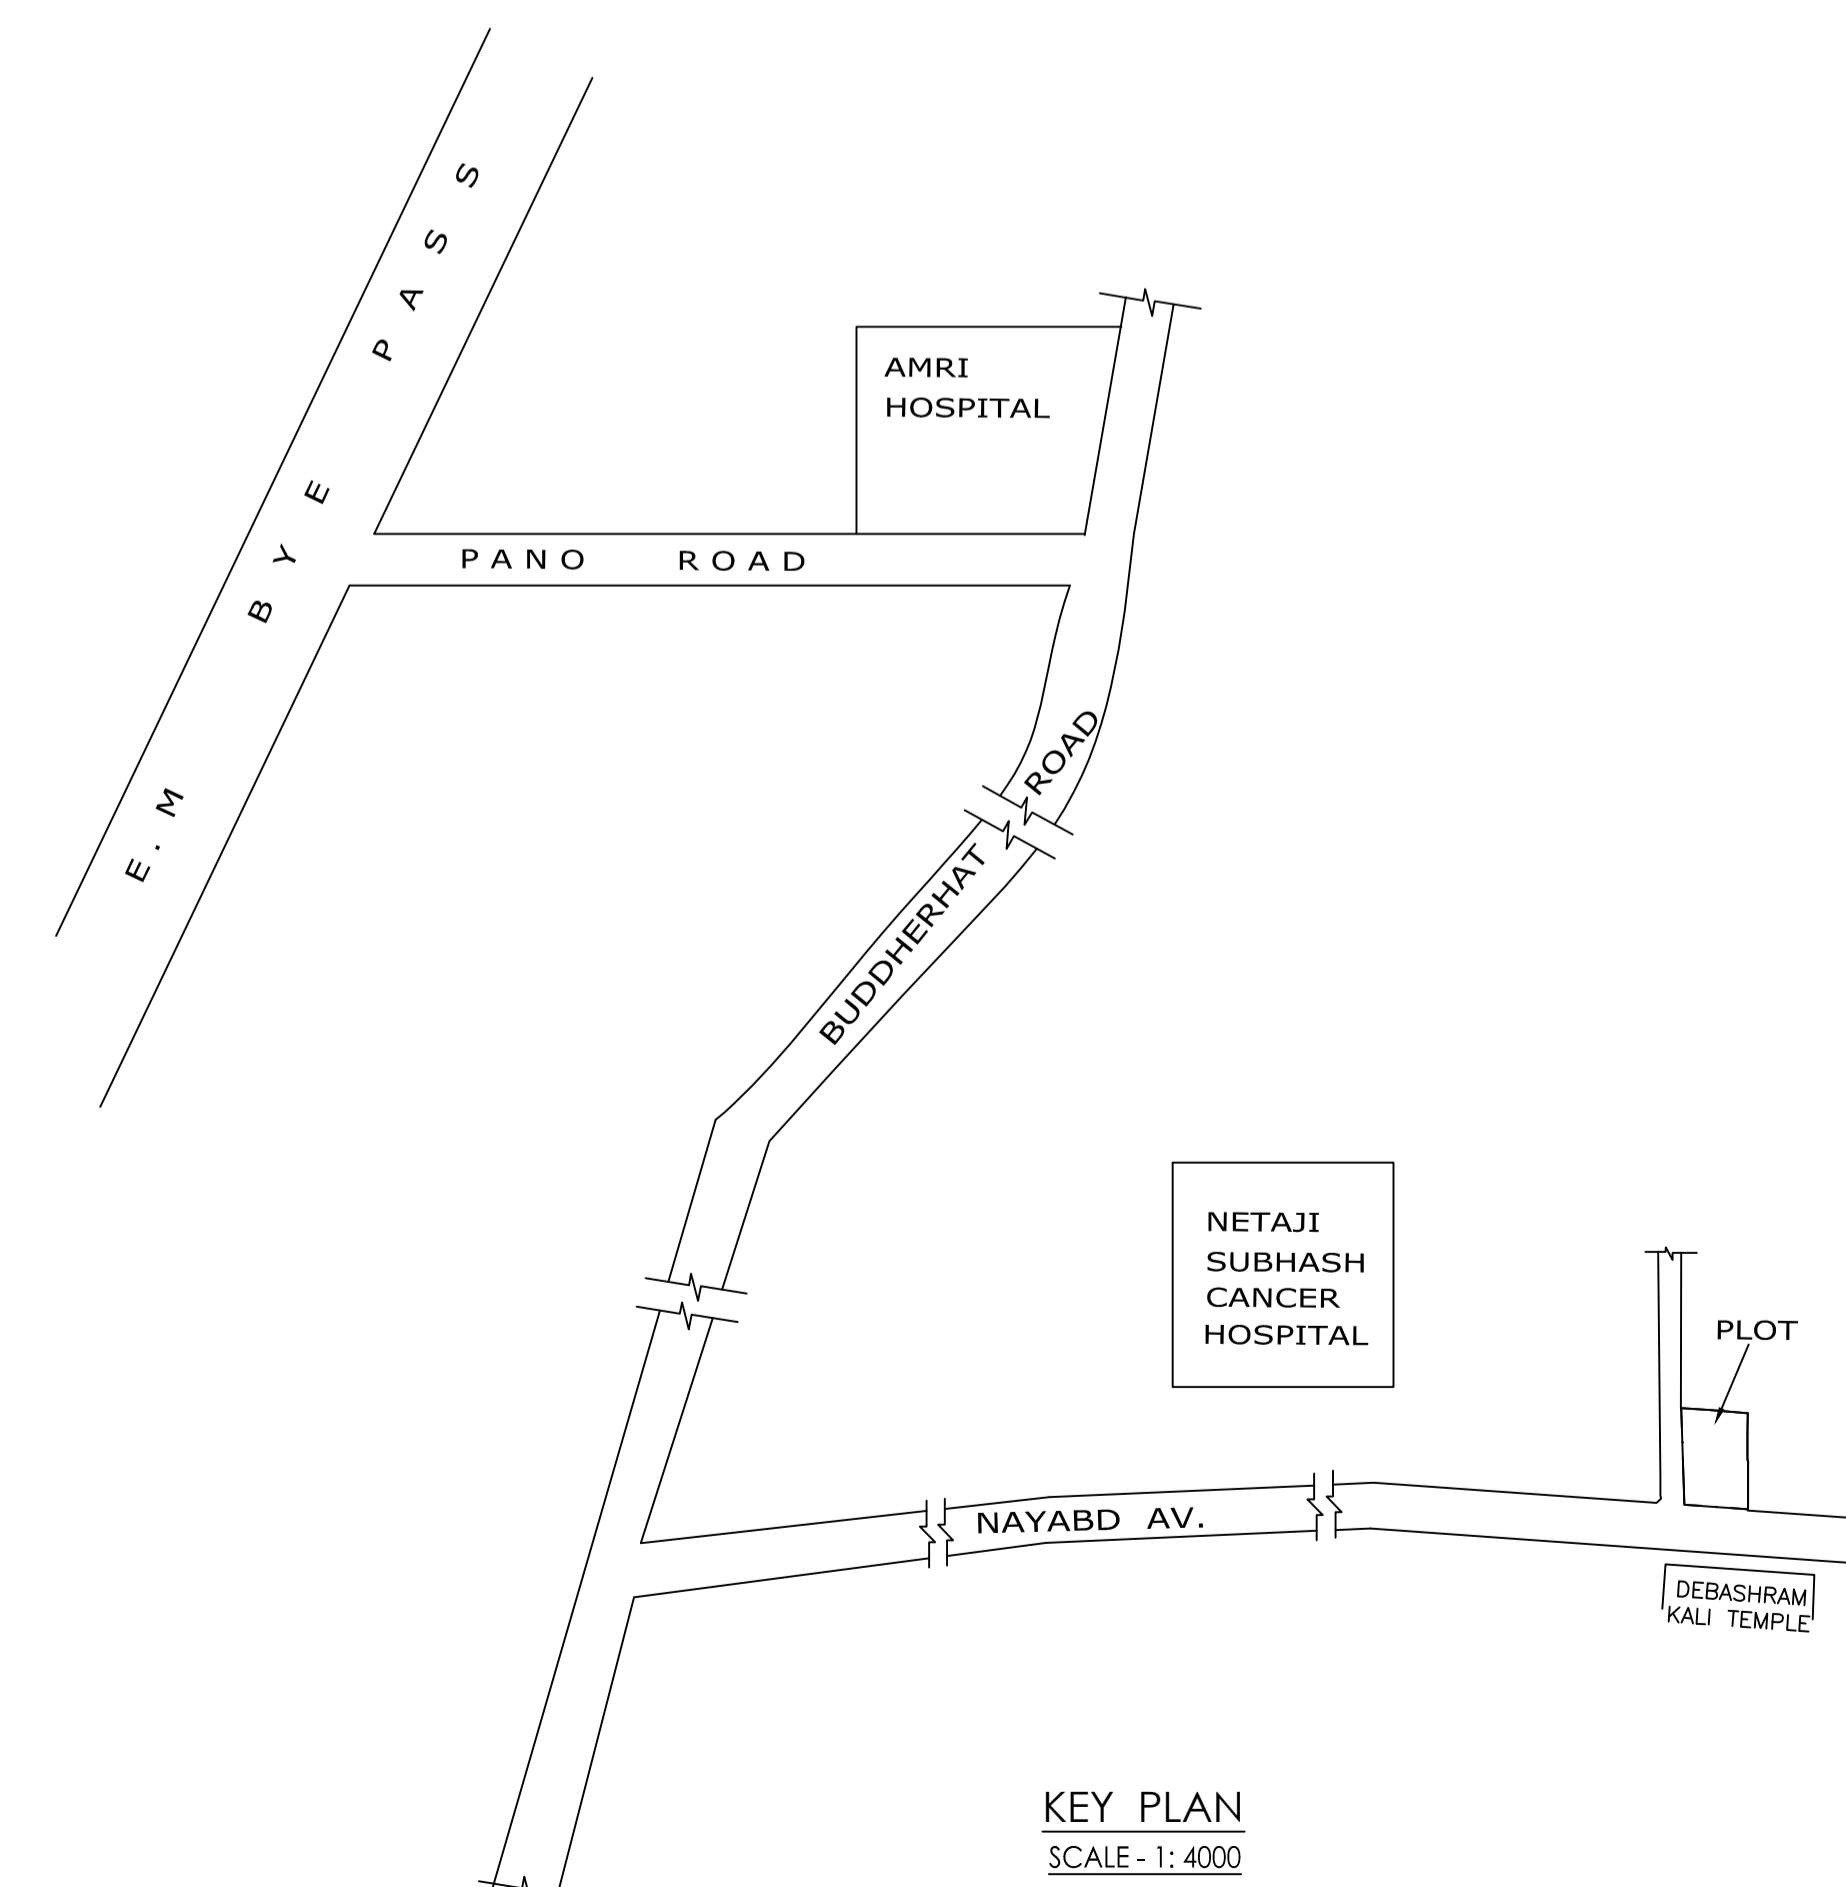 E.M BYE PASS
AMRI
HOSPITAL
PANO ROAD
BUDDHERHAT ROAD
NETAJI
SUBHASH
CANCER
HOSPITAL
PLOT
NAYABD AV.
DEBASHRAM
KALI TEMPLE
KEY PLAN
SCALE - 1: 4000